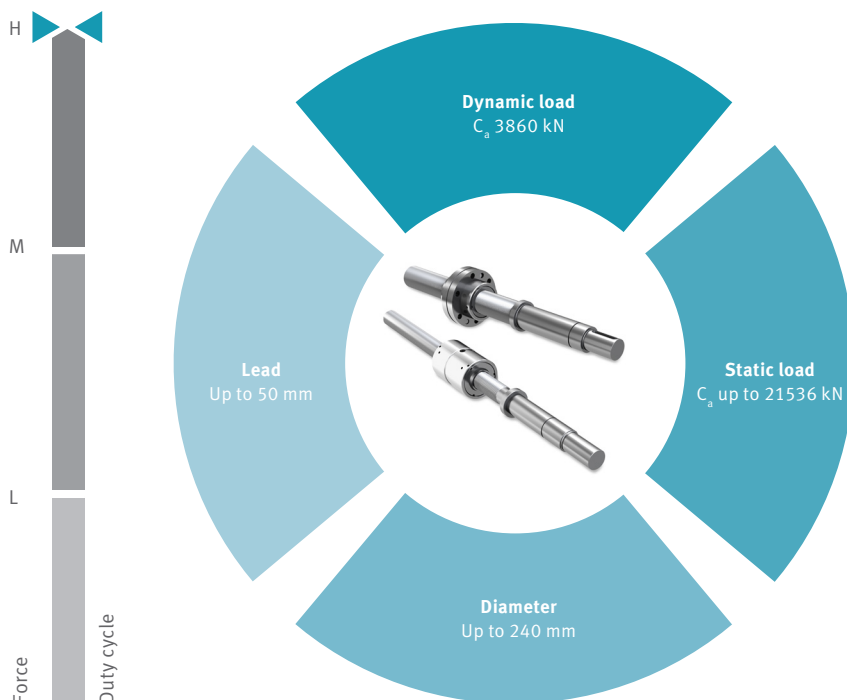 H
M
L
Force
Duty cycle
Dynamic load
Cₐ 3860 kN
Lead
Up to 50 mm
Static load
Cₐ up to 21536 kN
Diameter
Up to 240 mm